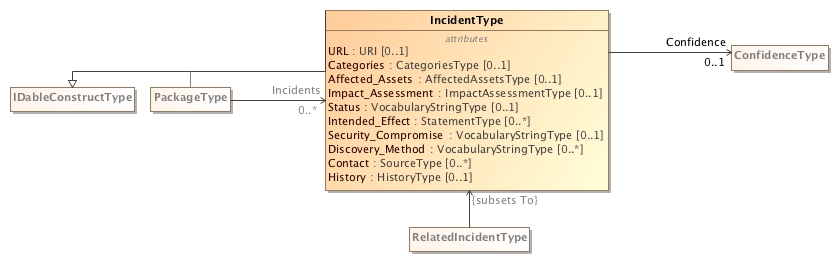 IncidentType
attributes
URL : URI [0..1]
Categories : CategoriesType [0..1]
Affected_Assets : AffectedAssetsType [0..1]
Impact_Assessment : ImpactAssessmentType [0..1]
Status : VocabularyStringType [0..1]
Intended_Effect : StatementType [0..*]
Security_Compromise : VocabularyStringType [0..1]
Discovery_Method : VocabularyStringType [0..*]
Contact : SourceType [0..*]
History : HistoryType [0..1]
Confidence
0..1
ConfidenceType
IDableConstructType
PackageType
Incidents
0..*
{subsets To}
RelatedIncidentType